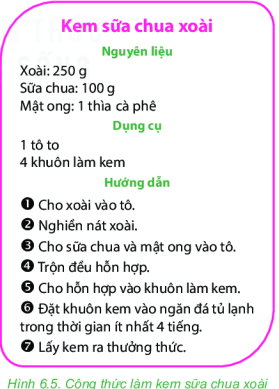 Kem sữa chua xoài
Nguyên liệu
Xoài: 250 g
Sữa chua: 100 g
Mật ong: 1 thìa cà phê
Dụng cụ
1 tô to
4 khuôn làm kem
Hướng dẫn
❶ Cho xoài vào tô.
❷ Nghiền nát xoài.
❸ Cho sữa chua và mật ong vào tô.
❹ Trộn đều hỗn hợp.
❺ Cho hỗn hợp vào khuôn làm kem.
❻ Đặt khuôn kem vào ngăn đá tủ lạnh
trong thời gian ít nhất 4 tiếng.
❼ Lấy kem ra thưởng thức.
Hình 6.5. Công thức làm kem sữa chua xoài